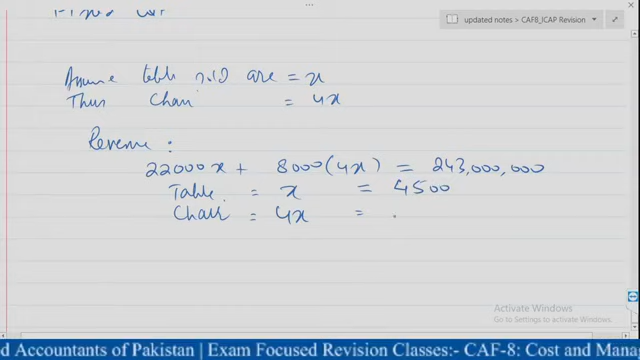 updated notes > CAF8_ICAP Revision
Fixed cost
Assume table sold are = x
Thus Chair = 4x
Revenue :
22000x + 8000(4x) = 243,000,000
Table = x = 4500
Chair = 4x =
Activate Windows
Go to Settings to activate Windows.
d Accountants of Pakistan | Exam Focused Revision Classes:- CAF-8: Cost and Mana